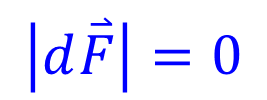 |dF⃗| = 0